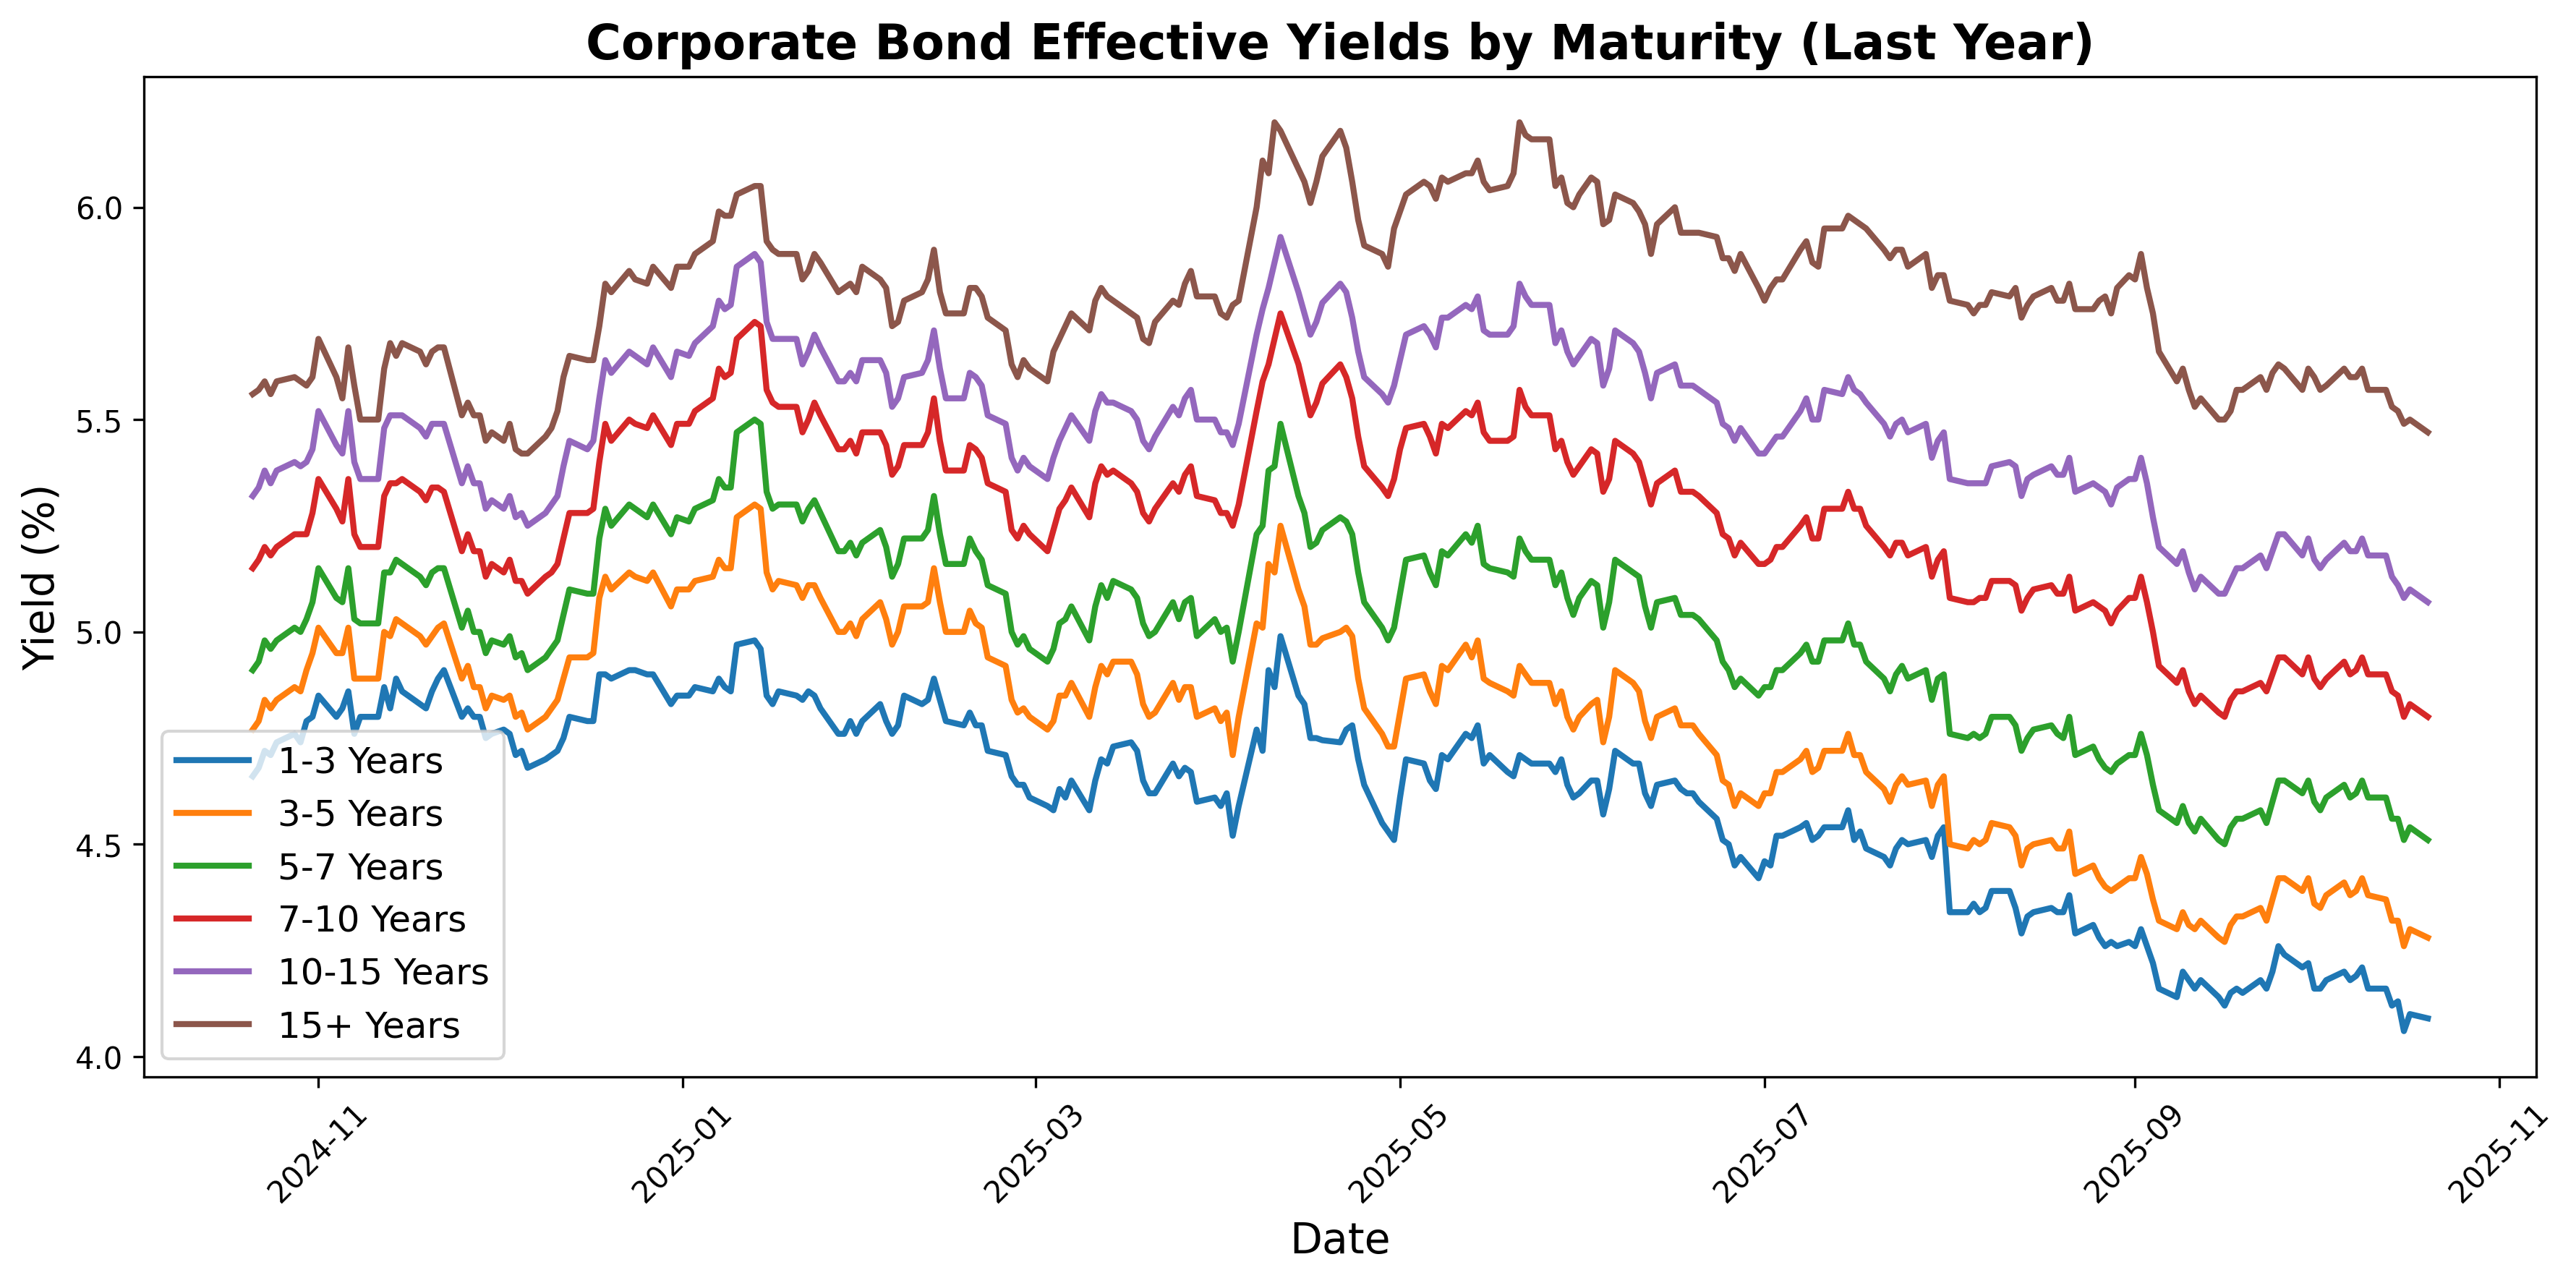 Corporate Bond Effective Yields by Maturity (Last Year)
Yield (%)
6.0
5.5
5.0
4.5
4.0
1-3 Years
3-5 Years
5-7 Years
7-10 Years
10-15 Years
15+ Years
2024-11
2025-01
2025-03
2025-05
2025-07
2025-09
2025-11
Date